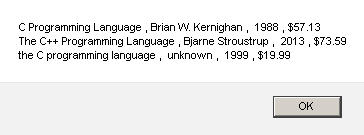 C Programming Language , Brian W. Kernighan , 1988 , $57.13
The C++ Programming Language , Bjarne Stroustrup , 2013 , $73.59
the C programming language , unknown , 1999 , $19.99
OK